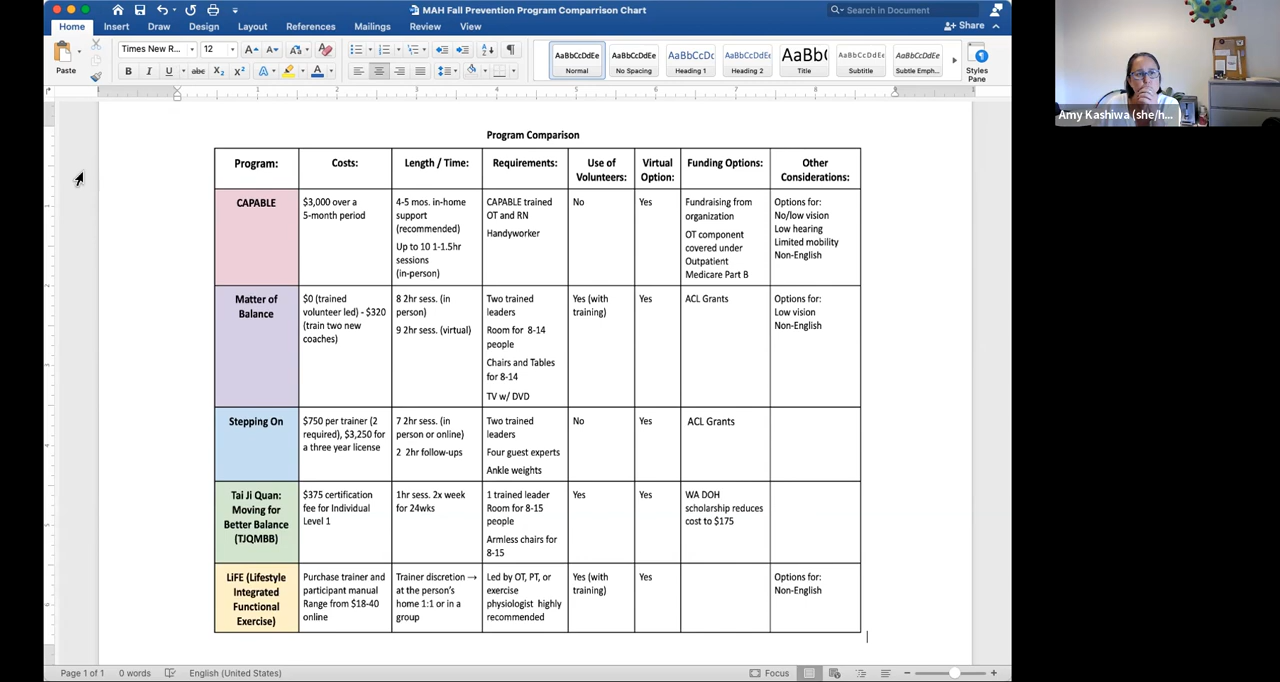 MAH Fall Prevention Program Comparrison Chart
Search in Document
Home Insert Draw Design Layout References Mailings Review View
Share
Paste
Times New R... 12
AaBbCcDdEe AaBbCcDdEe AaBbCcDc AaBbCcDdEe AaBb( AaBbCcDdEe AaBbCcDdEe
Normal No Spacing Heading 1 Heading 2 Title Subtitle Subtle Emph...
Styles
Pane
Amy Kashiwa (she/h...
Program Comparison
Program: Costs: Length / Time: Requirements: Use of Volunteers: Virtual Option: Funding Options: Other Considerations:
CAPABLE
$3,000 over a
5-month period
4-5 mos. in-home
support
(recommended)
Up to 10 1-1.5hr
sessions
(in-person)
CAPABLE trained
OT and RN
Handyworker
No
Yes
Fundraising from
organization
OT component
covered under
Outpatient
Medicare Part B
Options for:
No/low vision
Low hearing
Limited mobility
Non-English
Matter of
Balance
$0 (trained
volunteer led) - $320
(train two new
coaches)
8 2hr sess. (in
person)
9 2hr sess. (virtual)
Two trained
leaders
Room for 8-14
people
Chairs and Tables
for 8-14
TV w/ DVD
Yes (with
training)
Yes
ACL Grants
Options for:
Low vision
Non-English
Stepping On
$750 per trainer (2
required), $3,250 for
a three year license
7 2hr sess. (in
person or online)
2 2hr follow-ups
Two trained
leaders
Four guest experts
Ankle weights
No
Yes
ACL Grants
Tai Ji Quan:
Moving for
Better Balance
(TJQMBB)
$375 certification
fee for Individual
Level 1
1hr sess. 2x week
for 24wks
1 trained leader
Room for 8-15
people
Armless chairs for
8-15
Yes
Yes
WA DOH
scholarship reduces
cost to $175
LiFE (Lifestyle
Integrated
Functional
Exercise)
Purchase trainer and
participant manual
Range from $18-40
online
Trainer discretion →
at the person's
home 1:1 or in a
group
Led by OT, PT, or
exercise
physiologist highly
recommended
Yes (with
training)
Yes
Options for:
Non-English
Page 1 of 1 0 words English (United States) Focus